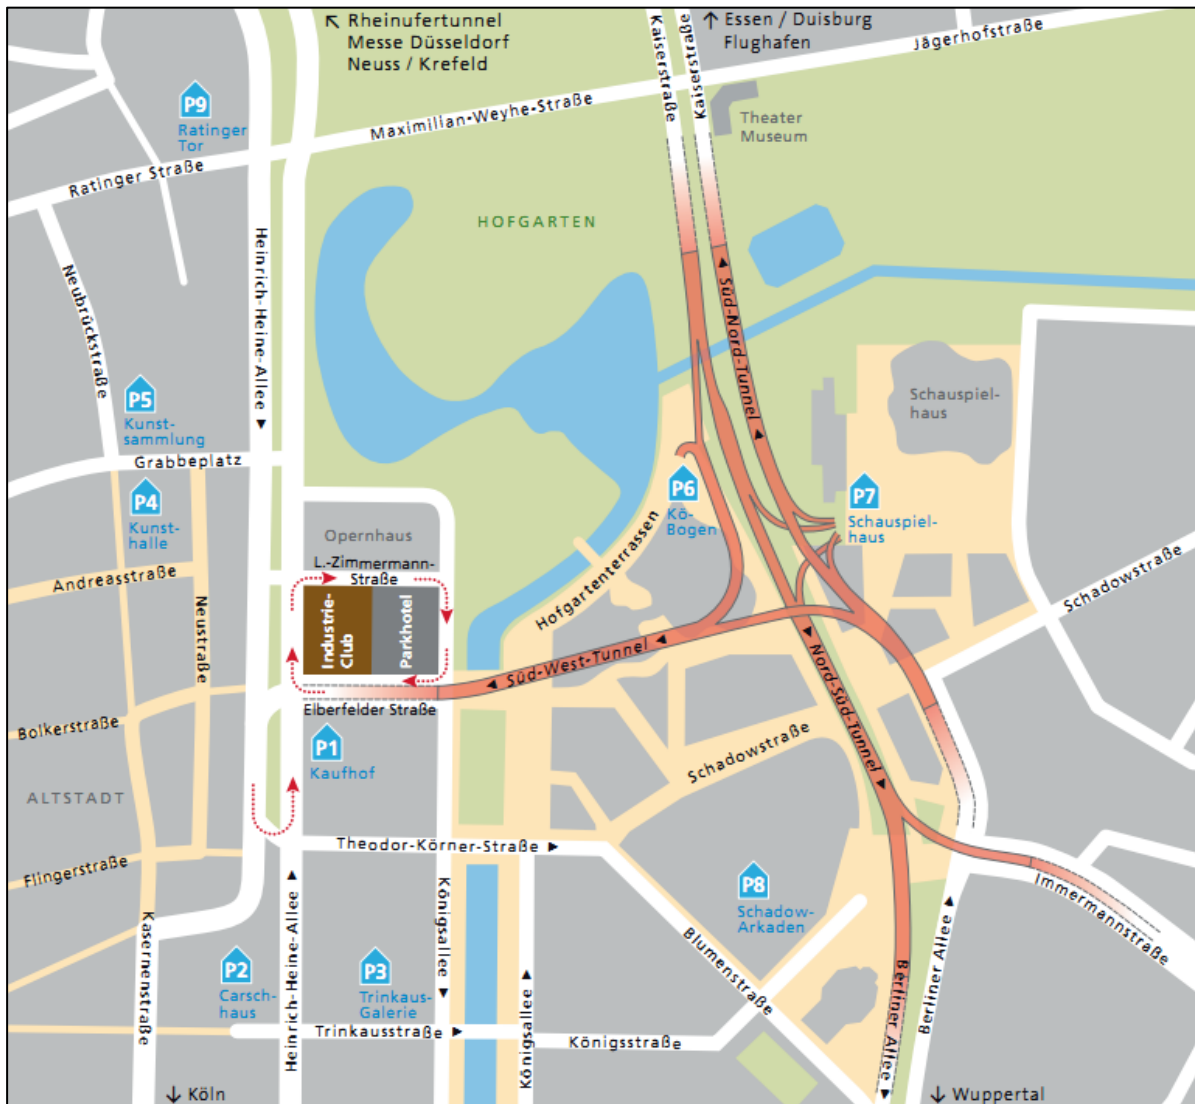 ↖ Rheinufertunnel
Messe Düsseldorf
Neuss / Krefeld
↑ Essen / Duisburg
Flughafen
Kaiserstraße
Kaiserstraße
Jägerhofstraße
P9
Ratinger
Tor
Maximilian-Weyhe-Straße
Theater
Museum
Ratinger Straße
HOFGARTEN
Heinrich-Heine-Allee ▼
Neubrückstraße
Süd-Nord-Tunnel
P5
Kunst-
sammlung
Schauspiel-
haus
Grabbeplatz
P4
Kunst-
halle
P6
Kö-
Bogen
P7
Schauspiel-
haus
Opernhaus
L.-Zimmermann-
Straße
Andreasstraße
Neustraße
Hofgartenterrassen
Schadowstraße
Industrie-
Club
Parkhotel
Süd-West-Tunnel
Nord-Süd-Tunnel
Elberfelder Straße
Bolkerstraße
P1
Kaufhof
Schadowstraße
ALTSTADT
Theodor-Körner-Straße ▶
Flingerstraße
P8
Schadow-
Arkaden
Immermannstraße
Kasernenstraße
Heinrich-Heine-Allee ▲
Königsallee ▼
Königsallee ▲
Blumenstraße
Berliner Allee ▼
Berliner Allee ▲
P2
Carsch-
haus
P3
Trinkaus-
Galerie
Trinkausstraße ▶
Königsstraße
↓ Köln
↓ Wuppertal